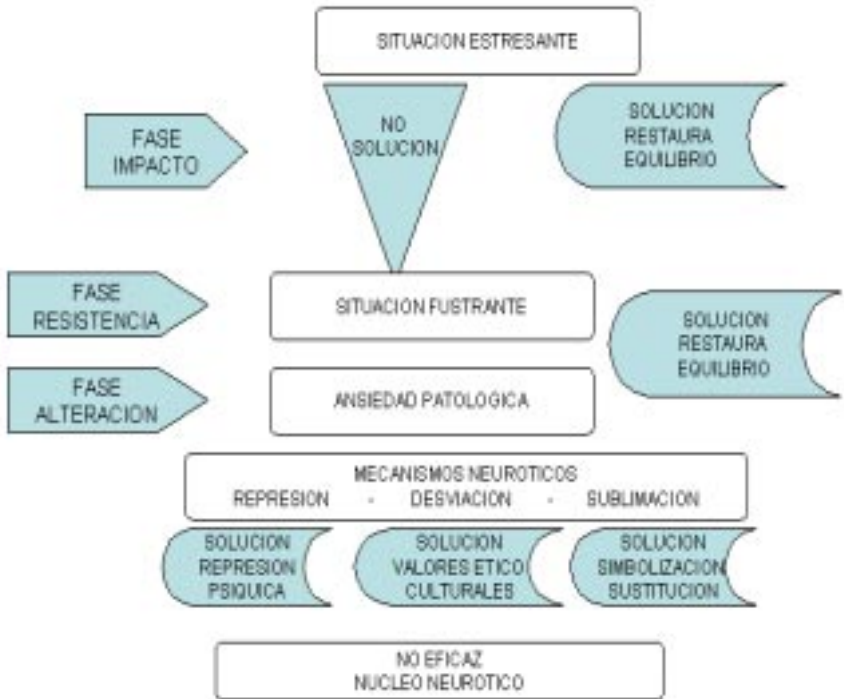 SITUACION ESTRESANTE
FASE
IMPACTO
NO
SOLUCION
SOLUCION
RESTAURA
EQUILIBRIO
FASE
RESISTENCIA
SITUACION FUSTRANTE
SOLUCION
RESTAURA
EQUILIBRIO
FASE
ALTERACION
ANSIEDAD PATOLOGICA
MECANISMOS NEUROTICOS
REPRESION - DESVIACION - SUBLIMACION
SOLUCION
REPRESION
PSIQUICA
SOLUCION
VALORES ETICO
CULTURALES
SOLUCION
SIMBOLIZACION
SUSTITUCION
NO EFICAZ
NUCLEO NEUROTICO